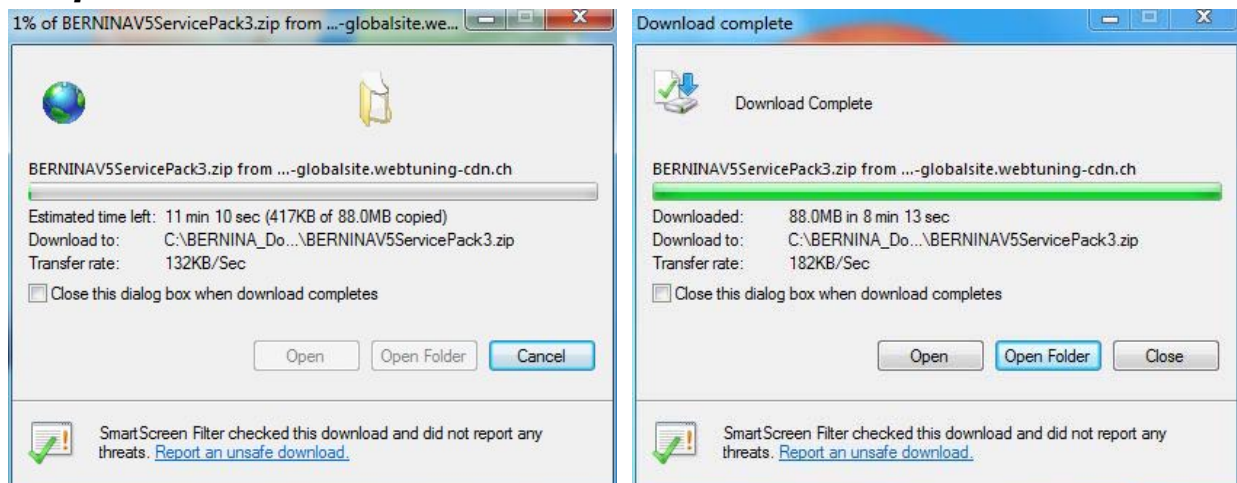 1% of BERNINAV5ServicePack3.zip from ...-globalsite.we...
BERNINAV5ServicePack3.zip from ...-globalsite.webtuning-cdn.ch
Estimated time left: 11 min 10 sec (417KB of 88.0MB copied)
Download to: C:\BERNINA_Do...\BERNINAV5ServicePack3.zip
Transfer rate: 132KB/Sec
Close this dialog box when download completes
Open Open Folder Cancel
SmartScreen Filter checked this download and did not report any
threats. Report an unsafe download.
Download complete
Download Complete
BERNINAV5ServicePack3.zip from ...-globalsite.webtuning-cdn.ch
Downloaded: 88.0MB in 8 min 13 sec
Download to: C:\BERNINA_Do...\BERNINAV5ServicePack3.zip
Transfer rate: 182KB/Sec
Close this dialog box when download completes
Open Open Folder Close
SmartScreen Filter checked this download and did not report any
threats. Report an unsafe download.